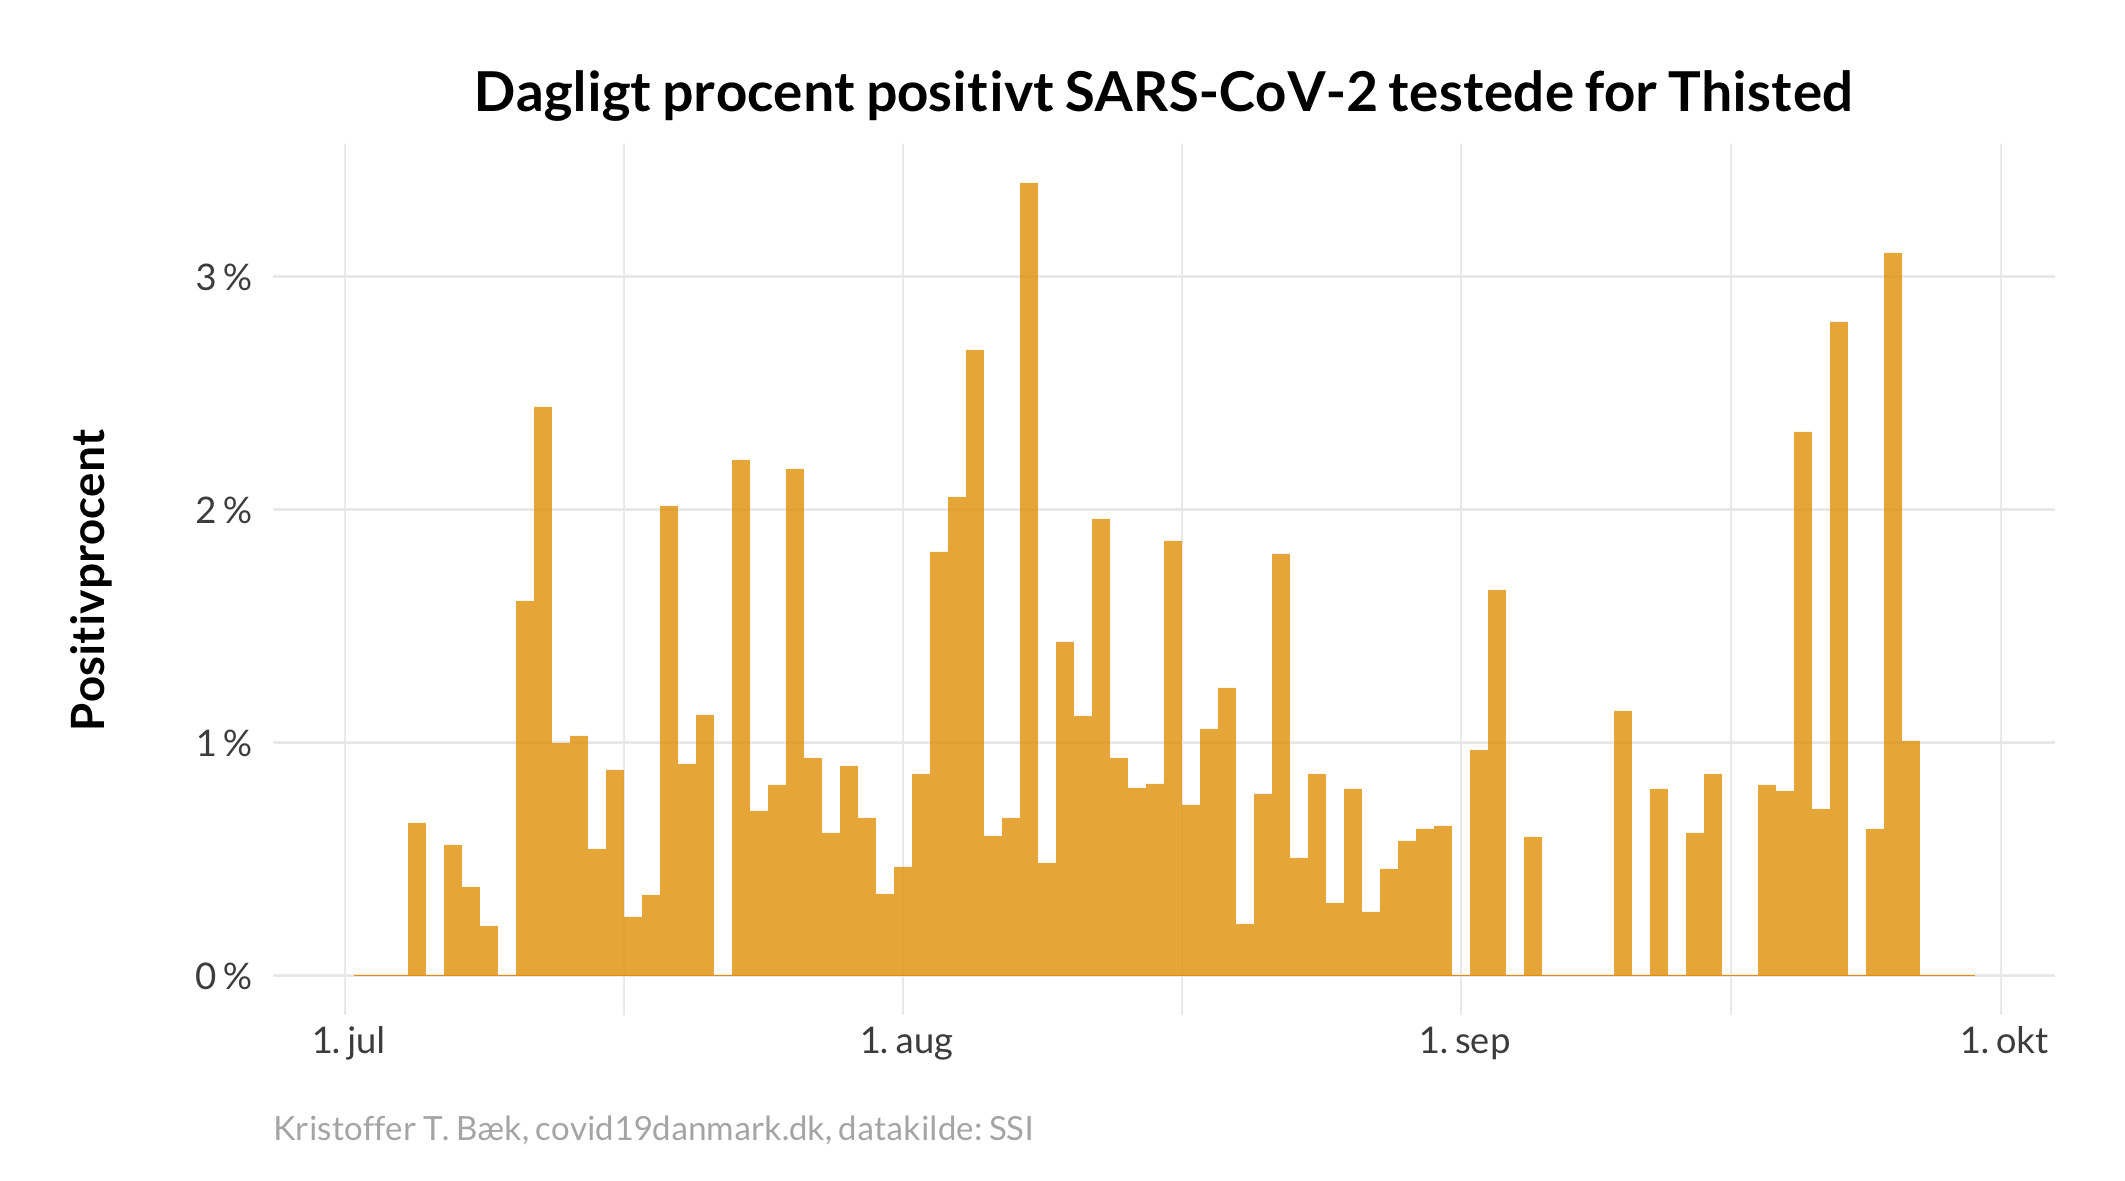 Dagligt procent positivt SARS-CoV-2 testede for Thisted
Positivprocent
3 %
2 %
1 %
0 %
1. jul
1. aug
1. sep
1. okt
Kristoffer T. Bæk, covid19danmark.dk, datakilde: SSI